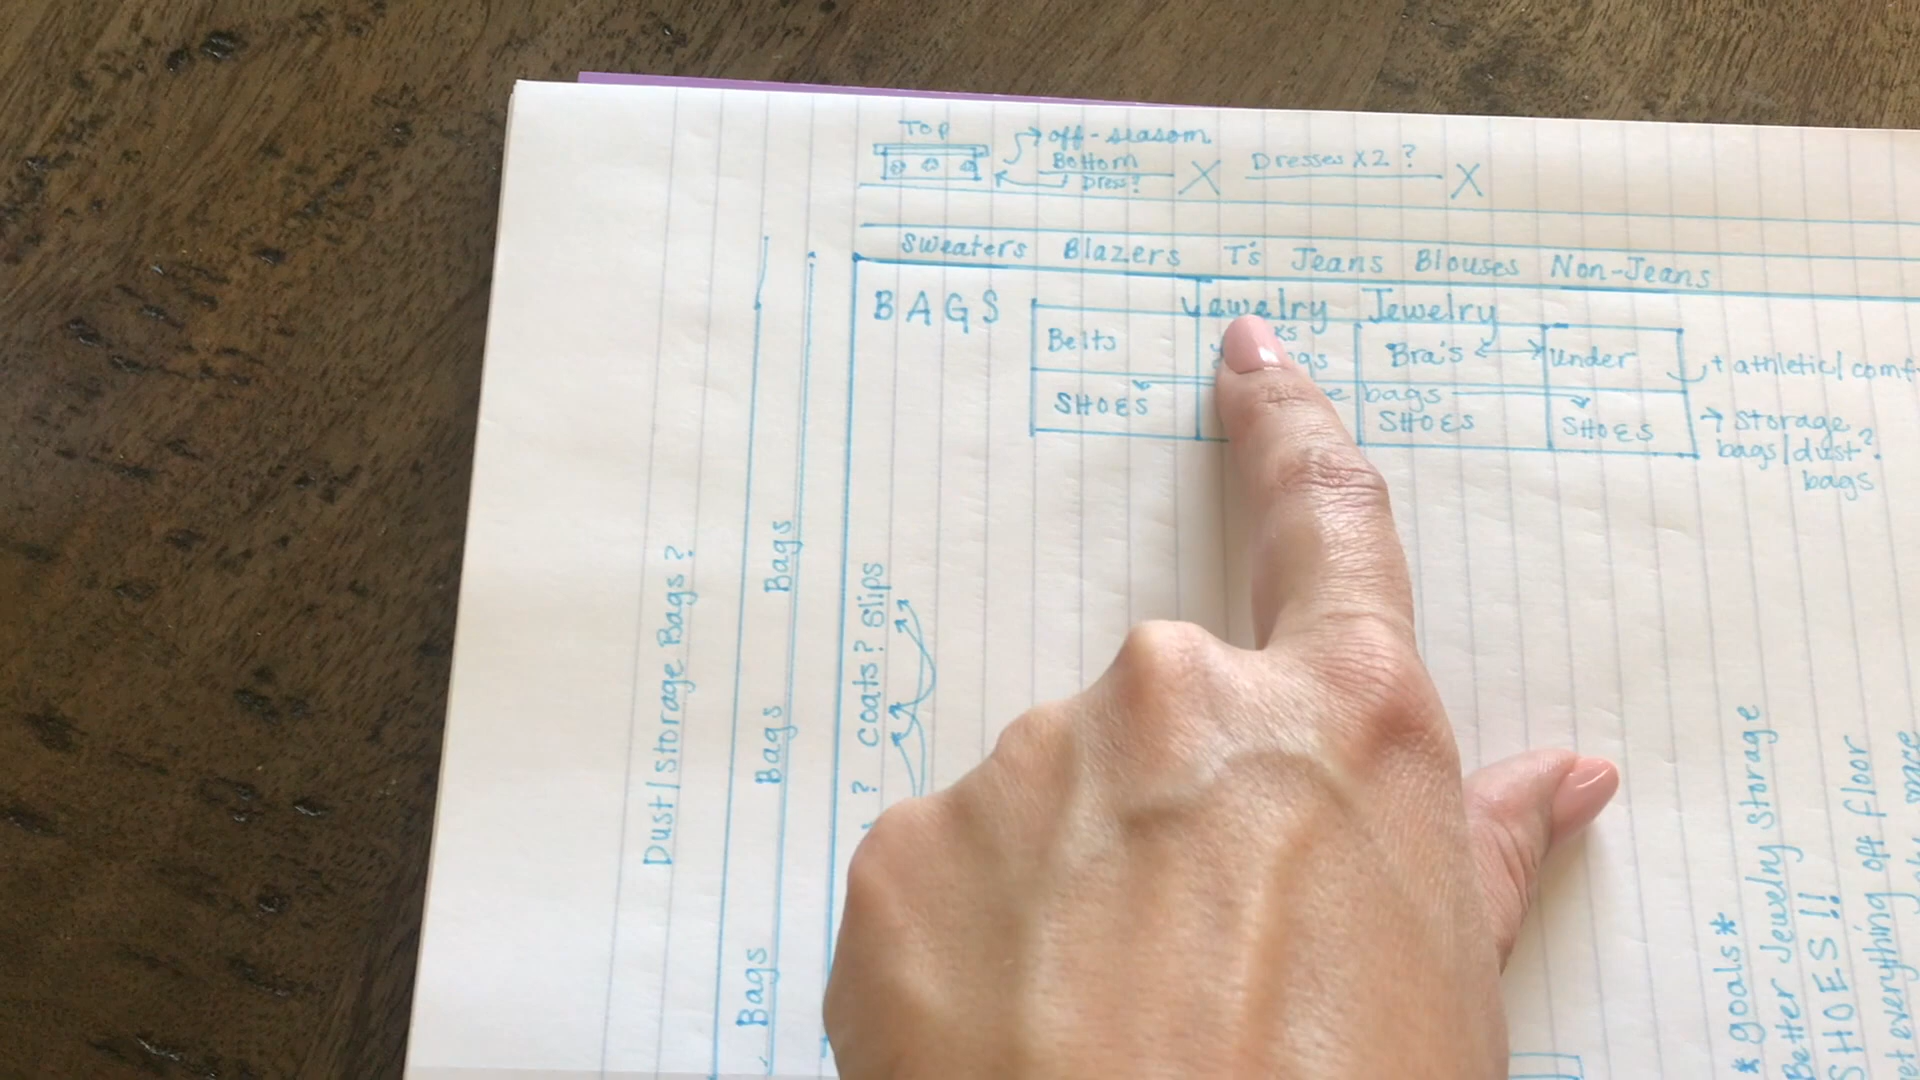 TOP
off-season
Bottom
Dress?
X Dresses X2 ? X
Sweaters Blazers T's Jeans Blouses Non-Jeans
BAGS Jewelry Jewelry
Belts Bra's under + athletic/comf
bags
SHOES SHOES SHOES
→ Storage
bags/dust?
bags
Dust/Storage Bags?
Bags Bags Bags
? Coats? Slips
*goals*
Better Jewelry Storage
SHOES!!
everything off floor